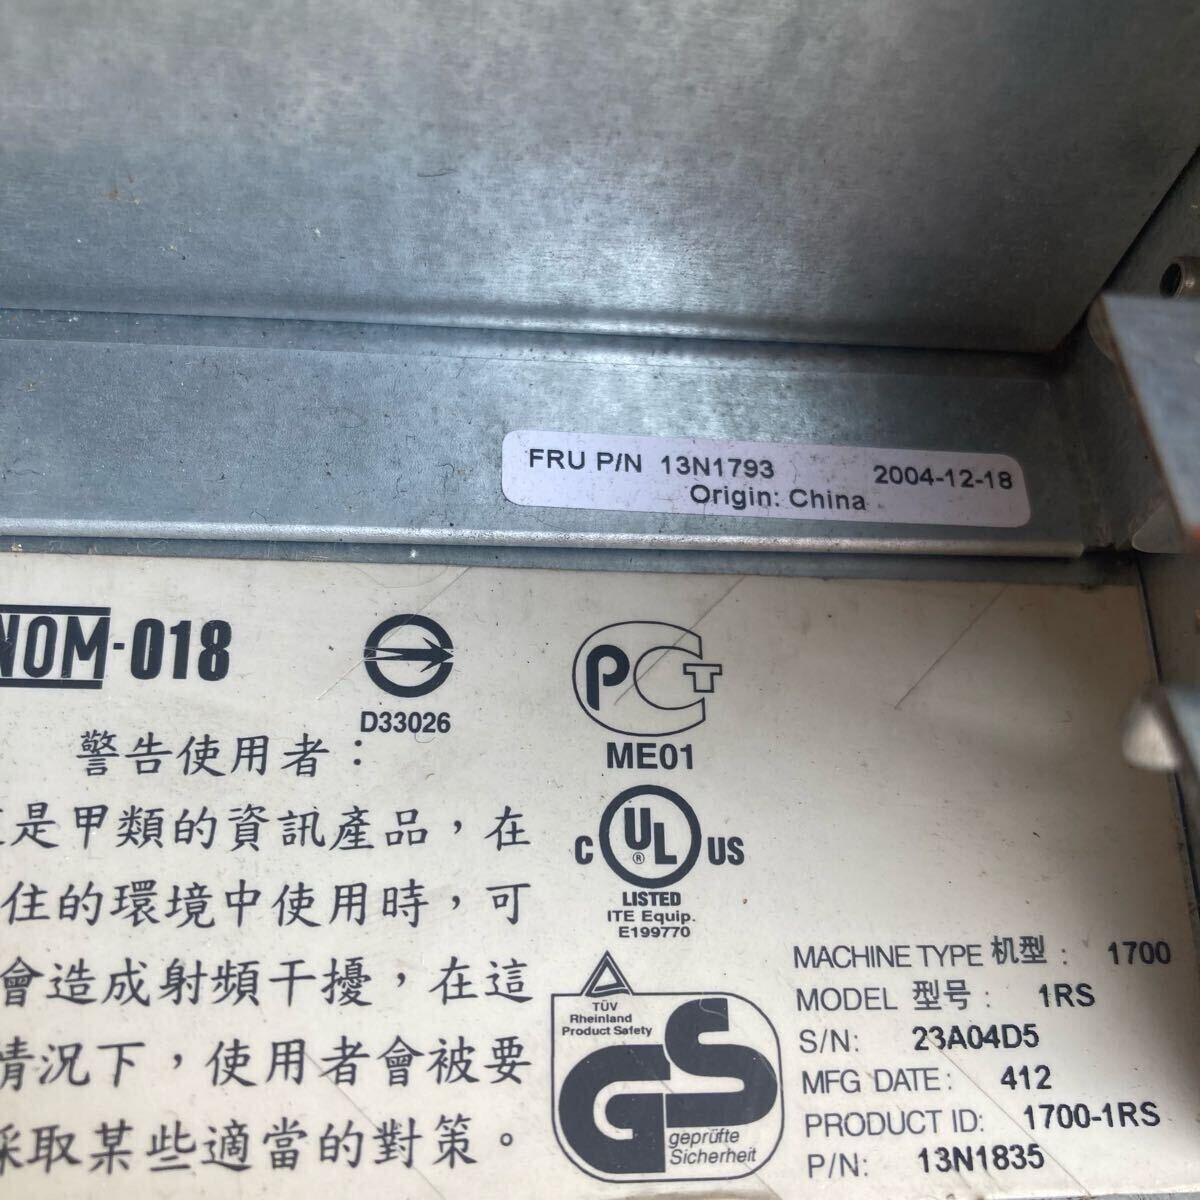 FRU P/N 13N1793 2004-12-18
Origin: China
NOM-018
D33026
PCT
ME01
警告使用者：
是甲類的資訊產品，在
住的環境中使用時，可
會造成射頻干擾，在這
情況下，使用者會被要
採取某些適當的對策。
C UL ® US
LISTED
ITE Equip.
E199770
TÜV
Rheinland
Product Safety
GS
geprüfte
Sicherheit
MACHINE TYPE 机型： 1700
MODEL 型号： 1RS
S/N: 23A04D5
MFG DATE: 412
PRODUCT ID: 1700-1RS
P/N: 13N1835